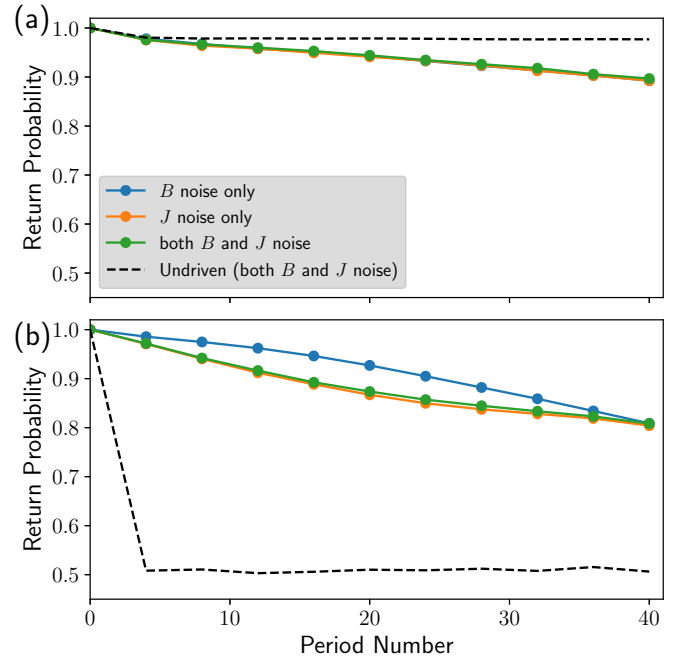 (a)
Return Probability
1.0
0.9
0.8
0.7
0.6
0.5
B noise only
J noise only
both B and J noise
Undriven (both B and J noise)
(b)
Return Probability
1.0
0.9
0.8
0.7
0.6
0.5
0 10 20 30 40
Period Number